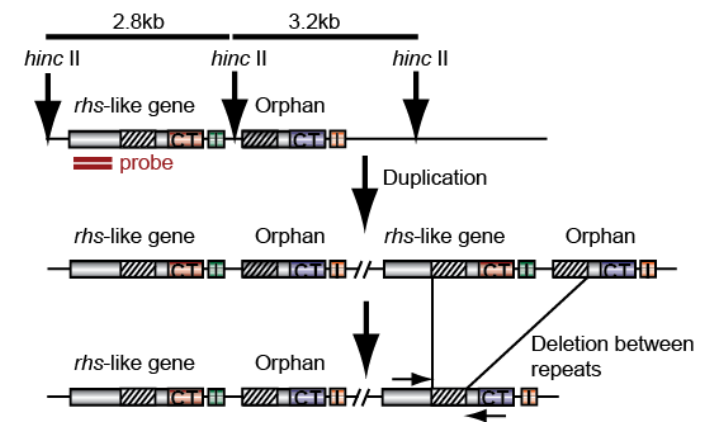 2.8kb 3.2kb
hinc II hinc II hinc II
rhs-like gene Orphan
CT I CT I
probe
Duplication
rhs-like gene Orphan rhs-like gene Orphan
CT I CT I CT I CT I
Deletion between
repeats
rhs-like gene Orphan
CT I CT I CT I